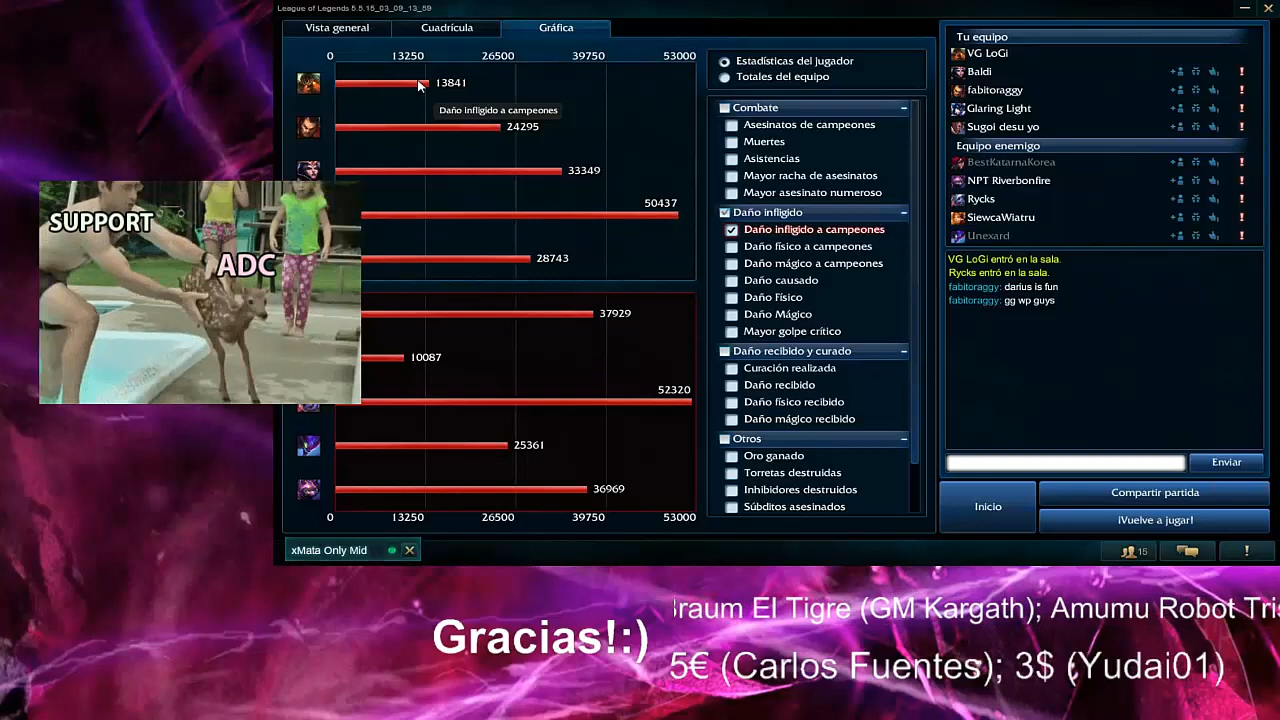 League of Legends 5.5.15_03_09_13_59
Vista general
Cuadrícula
Gráfica
0 13250 26500 39750 53000
13841
Daño infligido a campeones
24295
33349
50437
28743
37929
10087
52320
25361
36969
0 13250 26500 39750 53000
SUPPORT
ADC
Estadísticas del jugador
Totales del equipo
Combate
Asesinatos de campeones
Muertes
Asistencias
Mayor racha de asesinatos
Mayor asesinato numeroso
Daño infligido
Daño infligido a campeones
Daño físico a campeones
Daño mágico a campeones
Daño causado
Daño Físico
Daño Mágico
Mayor golpe crítico
Daño recibido y curado
Curación realizada
Daño recibido
Daño físico recibido
Daño mágico recibido
Otros
Oro ganado
Torretas destruidas
Inhibidores destruidos
Súbditos asesinados
Tu equipo
VG LoGi
Baldi
fabitoraggy
Glaring Light
Sugoi desu yo
Equipo enemigo
BestKatarnaKorea
NPT Riverbonfire
Rycks
SiewcaWiatru
Unexard
VG LoGi entró en la sala.
Rycks entró en la sala.
fabitoraggy: darius is fun
fabitoraggy: gg wp guys
Enviar
Inicio
Compartir partida
¡Vuelve a jugar!
xMata Only Mid
15
Gracias!:)
raum El Tigre (GM Kargath); Amumu Robot Tris
5€ (Carlos Fuentes); 3$ (Yudai01)